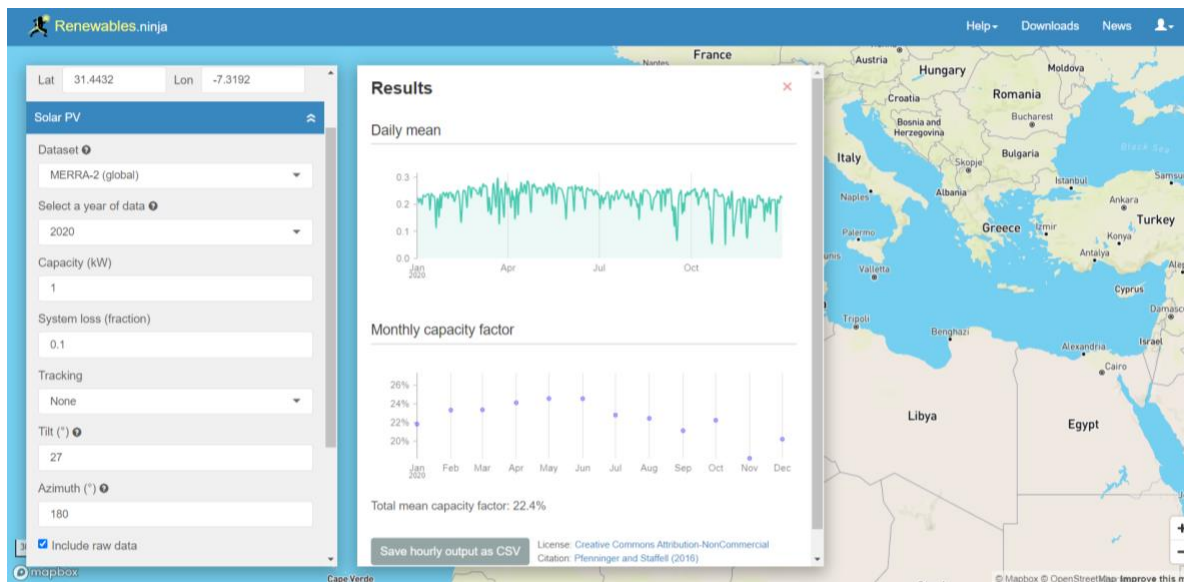 Renewables.ninja
Help
Downloads
News
Lat 31.4432 Lon -7.3192
Solar PV
Dataset
MERRA-2 (global)
Select a year of data
2020
Capacity (kW)
1
System loss (fraction)
0.1
Tracking
None
Tilt (°)
27
Azimuth (°)
180
Include raw data
mapbox
Results
×
Daily mean
0.3
0.2
0.1
0.0
Jan Apr Jul Oct
2020
Monthly capacity factor
26%
24%
22%
20%
Jan Feb Mar Apr May Jun Jul Aug Sep Oct Nov Dec
2020
Total mean capacity factor: 22.4%
Save hourly output as CSV
License: Creative Commons Attribution-NonCommercial
Citation: Pfenninger and Staffell (2016)
France
Nantes
Austria
Hungary
Moldova
Croatia
Romania
Bosnia and
Herzegovina
Bucharest
Black Sea
Italy
Skopje
Bulgaria
Istanbul
Samsu
Naples
Albania
Ankara
Turkey
Greece
Izmir
Konya
Palermo
Antalya
Alep
unis
Valletta
Cyprus
Damascu
Tripoli
Benghazi
Alexandria
Israel
Cairo
Libya
Egypt
Cape Verde
+
−
© Mapbox © OpenStreetMap Improve this m